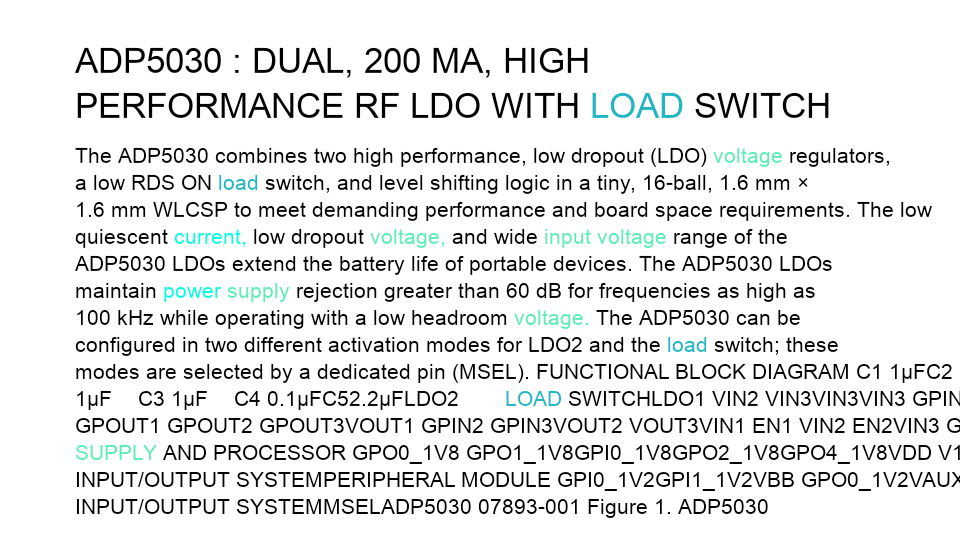 ADP5030 : DUAL, 200 MA, HIGH
PERFORMANCE RF LDO WITH LOAD SWITCH
The ADP5030 combines two high performance, low dropout (LDO) voltage regulators,
a low RDS ON load switch, and level shifting logic in a tiny, 16-ball, 1.6 mm ×
1.6 mm WLCSP to meet demanding performance and board space requirements. The low
quiescent current, low dropout voltage, and wide input voltage range of the
ADP5030 LDOs extend the battery life of portable devices. The ADP5030 LDOs
maintain power supply rejection greater than 60 dB for frequencies as high as
100 kHz while operating with a low headroom voltage. The ADP5030 can be
configured in two different activation modes for LDO2 and the load switch; these
modes are selected by a dedicated pin (MSEL). FUNCTIONAL BLOCK DIAGRAM C1 1µFC2
1µF C3 1µF C4 0.1µFC52.2µFLDO2 LOAD SWITCHLDO1 VIN2 VIN3VIN3VIN3 GPIN
GPOUT1 GPOUT2 GPOUT3VOUT1 GPIN2 GPIN3VOUT2 VOUT3VIN1 EN1 VIN2 EN2VIN3 G
SUPPLY AND PROCESSOR GPO0_1V8 GPO1_1V8GPI0_1V8GPO2_1V8GPO4_1V8VDD V1
INPUT/OUTPUT SYSTEMPERIPHERAL MODULE GPI0_1V2GPI1_1V2VBB GPO0_1V2VAUX
INPUT/OUTPUT SYSTEMMSELADP5030 07893-001 Figure 1. ADP5030